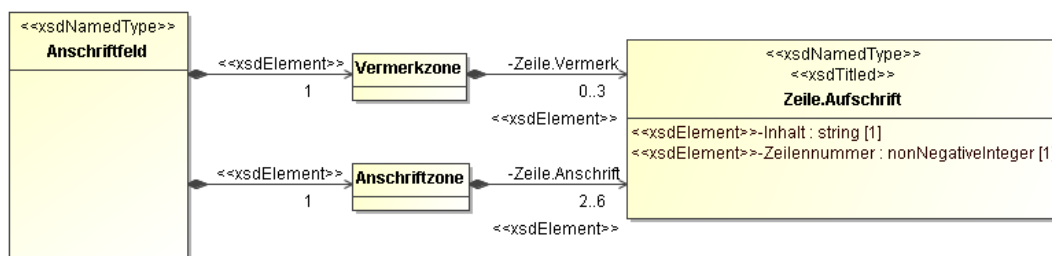 <<xsdNamedType>>
Anschriftfeld
<<xsdElement>>
1
Vermerkzone
-Zeile.Vermerk
0..3
<<xsdElement>>
<<xsdElement>>
1
Anschriftzone
-Zeile.Anschrift
2..6
<<xsdElement>>
<<xsdNamedType>>
<<xsdTitled>>
Zeile.Aufschrift
<<xsdElement>>-Inhalt : string [1]
<<xsdElement>>-Zeilennummer : nonNegativeInteger [1